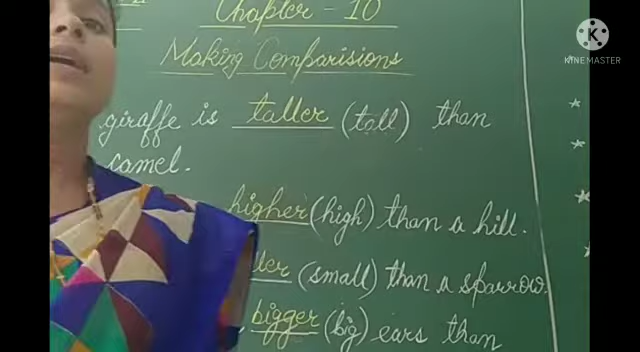 Chapter - 10
Making Comparisions
KINEMASTER
giraffe is taller (tall) than
camel.
higher (high) than a hill.
ller (small) than a sparrow.
bigger (big) ears than